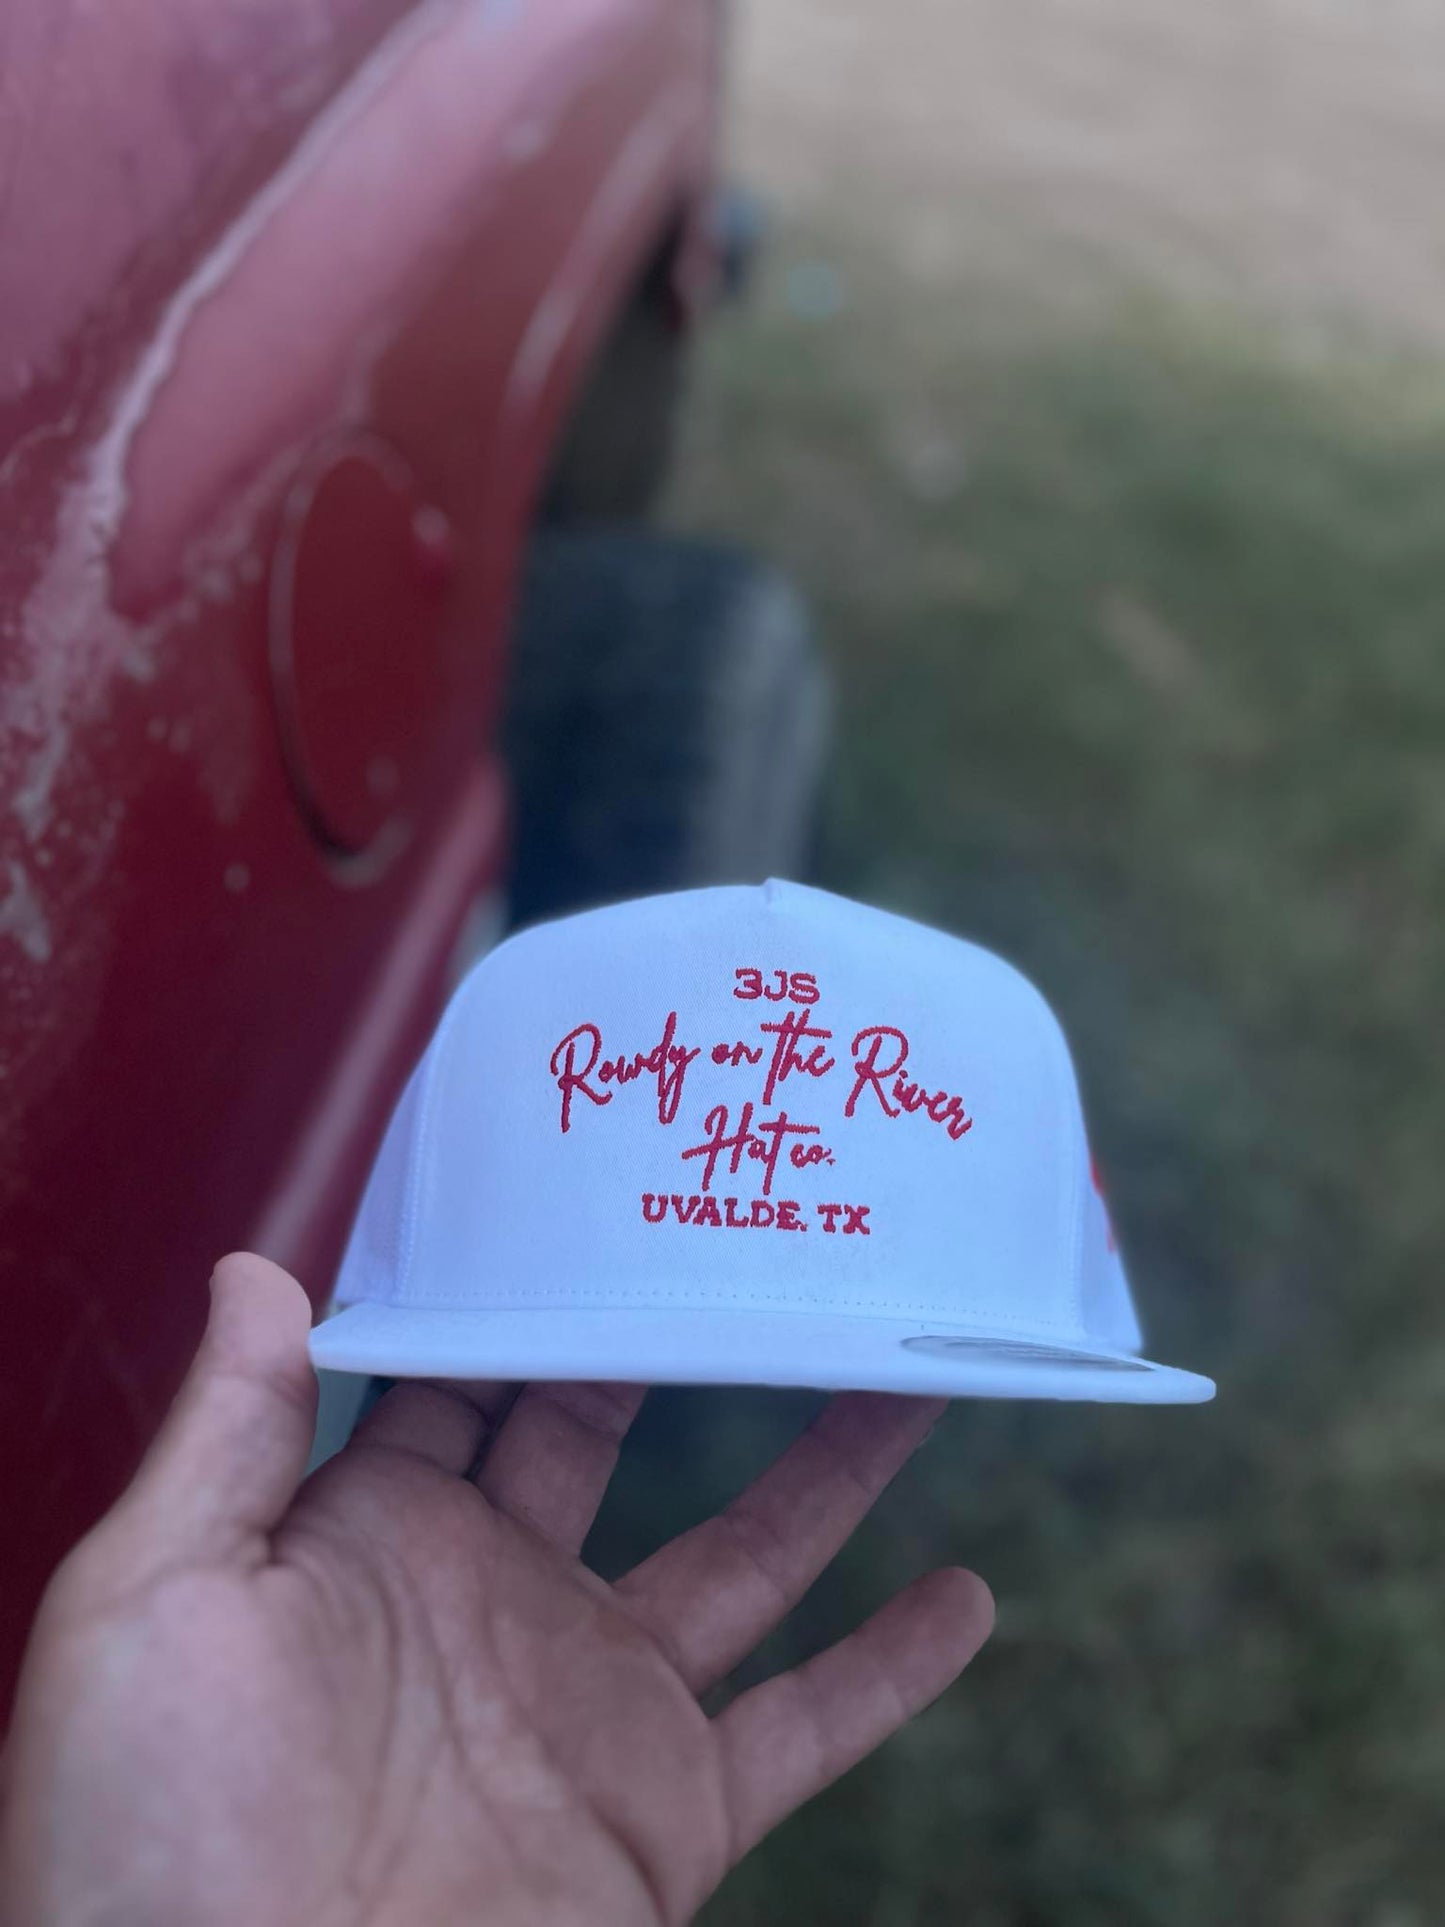 3JS
Rowdy on the River
Hat co.
UVALDE, TX